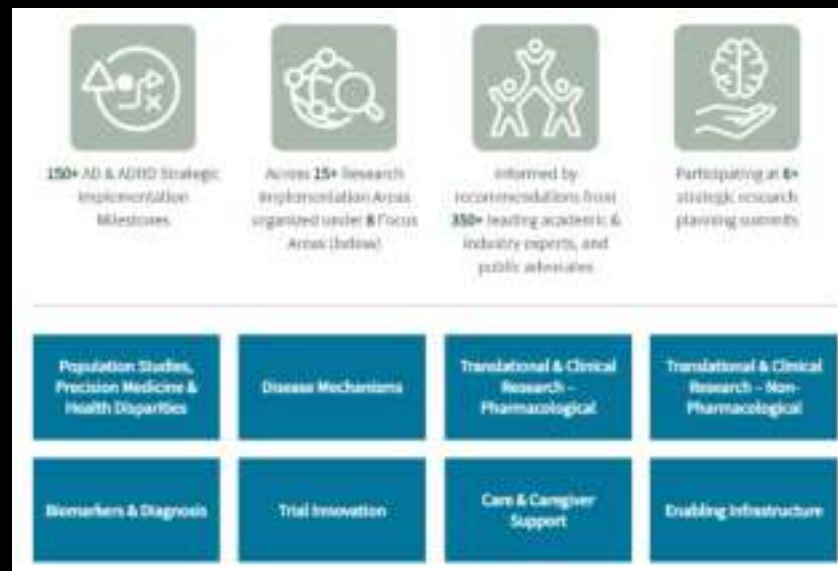 150+ AD & ADRD Strategic
Implementation
Milestones
Across 15+ Research
Implementation Areas
organized under 8 Focus
Areas (below)
Informed by
recommendations from
350+ leading academic &
industry experts, and
public advocates
Participating at 6+
strategic research
planning summits
Population Studies,
Precision Medicine &
Health Disparities
Disease Mechanisms
Translational & Clinical
Research –
Pharmacological
Translational & Clinical
Research – Non-
Pharmacological
Biomarkers & Diagnosis
Trial Innovation
Care & Caregiver
Support
Enabling Infrastructure